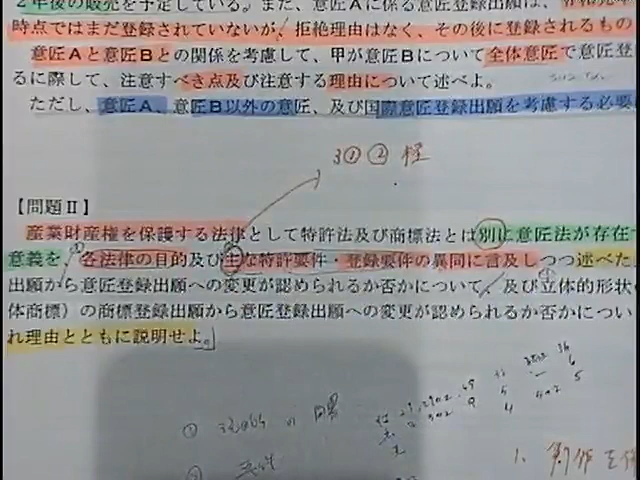 ２年後の販売を予定している。また、意匠Ａに係る意匠登録出願は、
時点ではまだ登録されていないが、拒絶理由はなく、その後に登録されるもの
意匠Ａと意匠Ｂとの関係を考慮して、甲が意匠Ｂについて全体意匠で意匠登
るに際して、注意すべき点及び注意する理由について述べよ。
ただし、意匠Ａ、意匠Ｂ以外の意匠、及び国際意匠登録出願を考慮する必要
3①②
【問題Ⅱ】
産業財産権を保護する法律として特許法及び商標法とは別に意匠法が存在
意義を、各法律の目的及び主な特許要件・登録要件の異同に言及しつつ述べた
出願から意匠登録出願への変更が認められるか否かについて、及び立体的形状
体商標）の商標登録出願から意匠登録出願への変更が認められるか否かについ
れ理由とともに説明せよ。
① 法目的の
② 要件
1. 創作